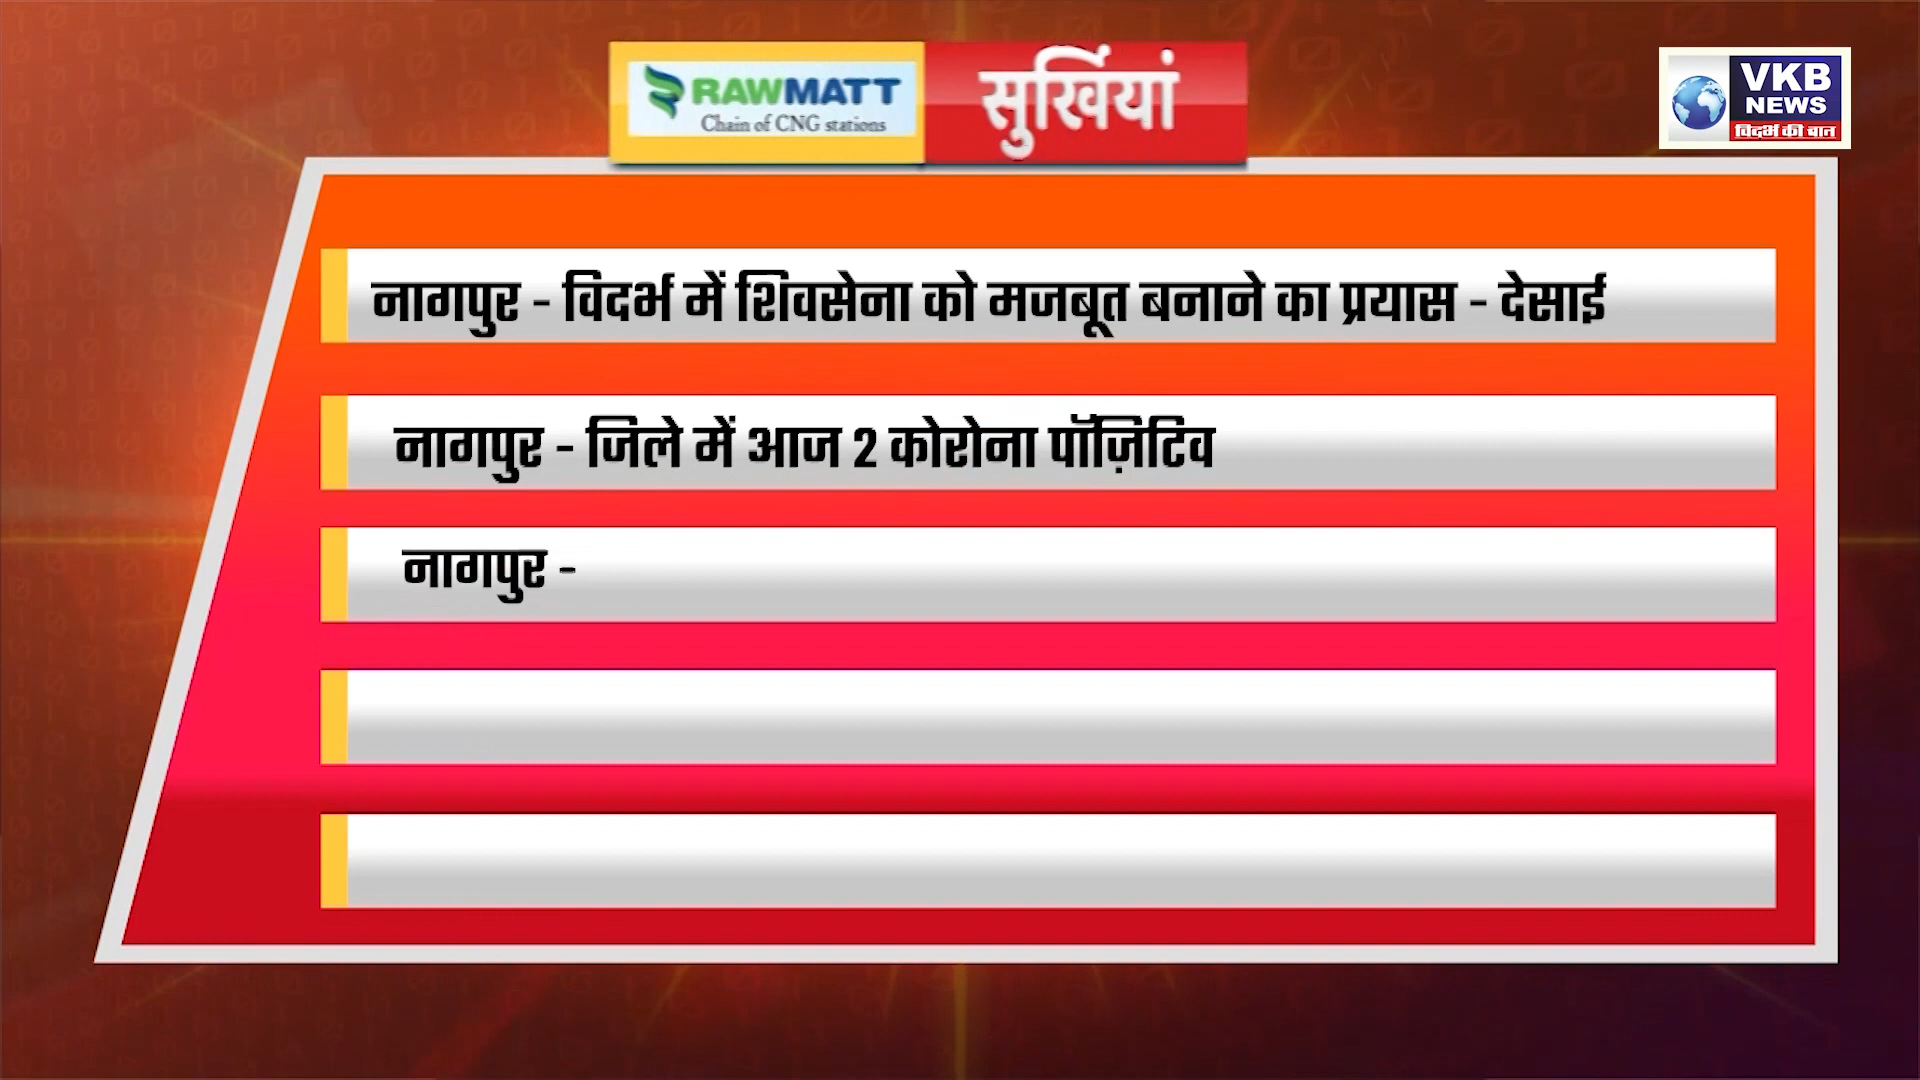 RAWMATT
Chain of CNG stations
सुर्खियां
VKB
NEWS
विदर्भ की बात
नागपुर - विदर्भ में शिवसेना को मजबूत बनाने का प्रयास - देसाई
नागपुर - जिले में आज 2 कोरोना पॉज़िटिव
नागपुर -